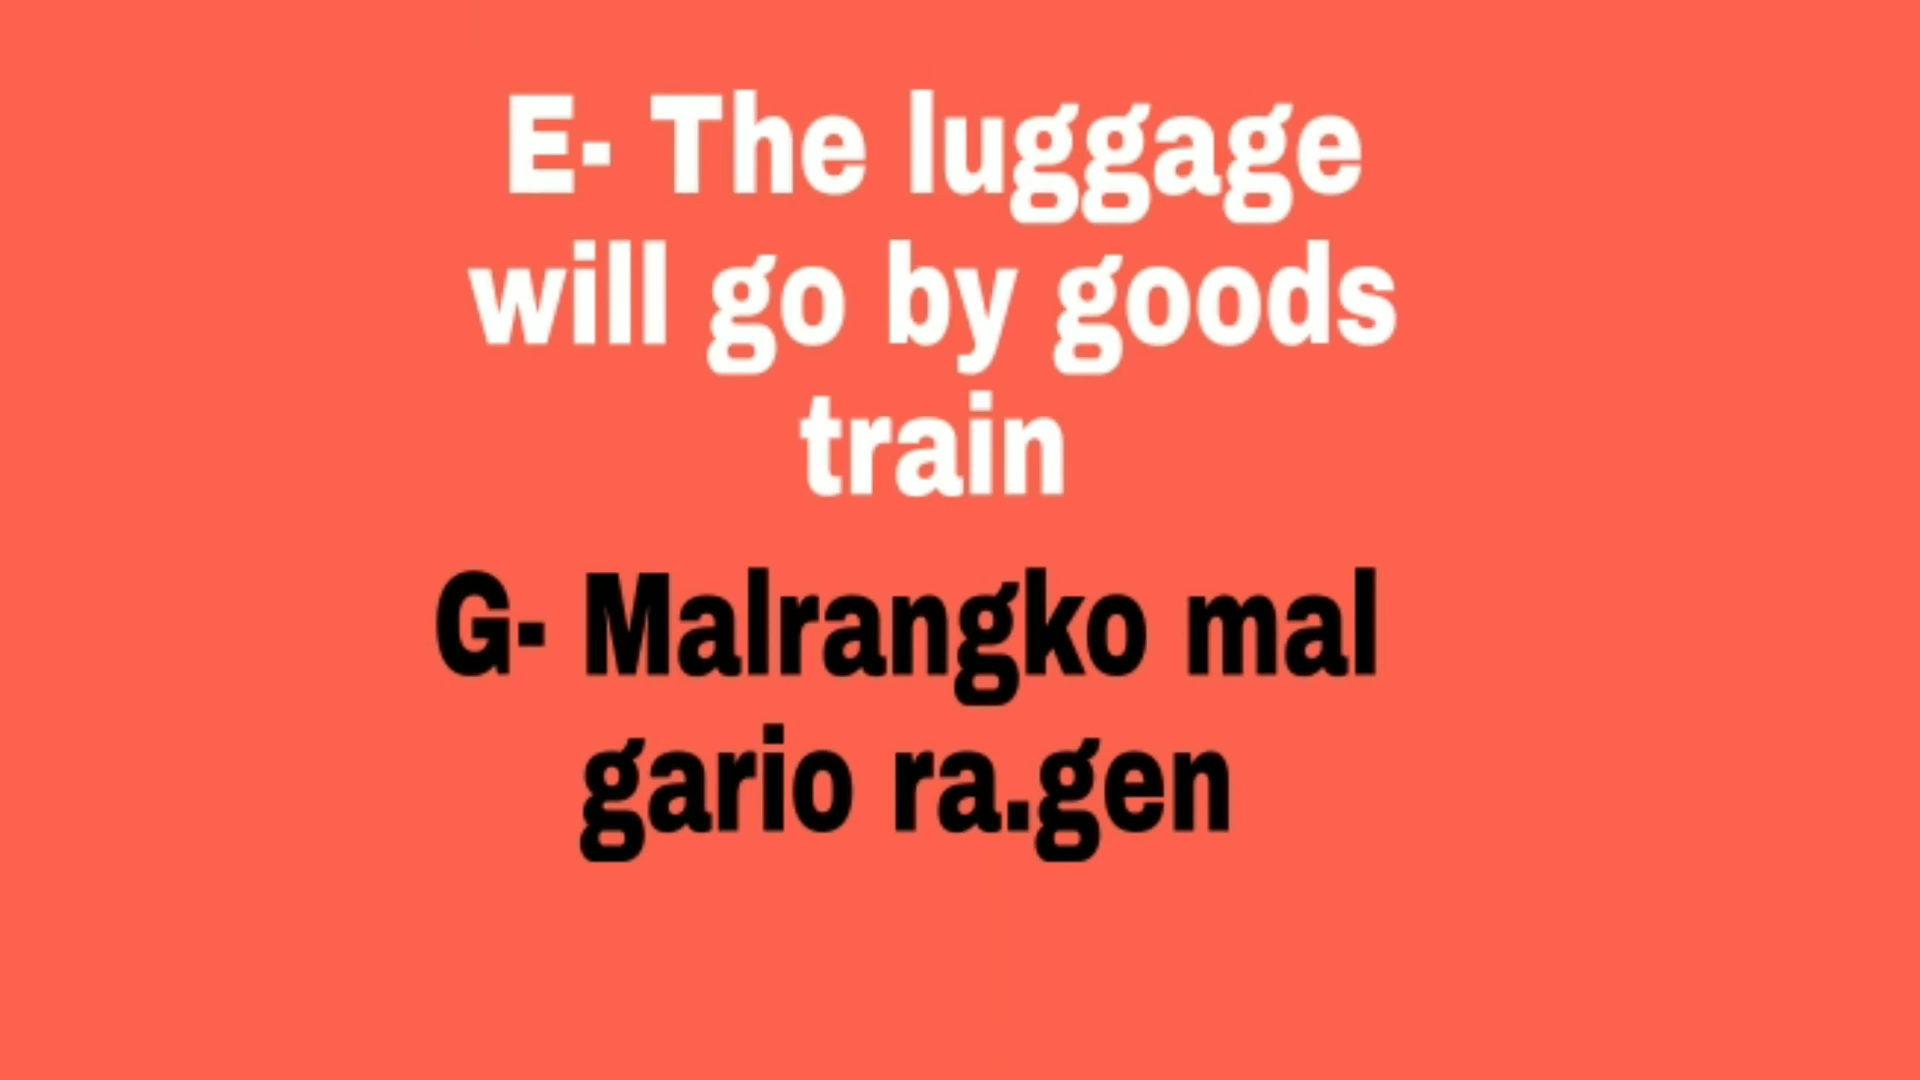 E- The luggage
will go by goods
train
G- Malrangko mal
gario ra.gen